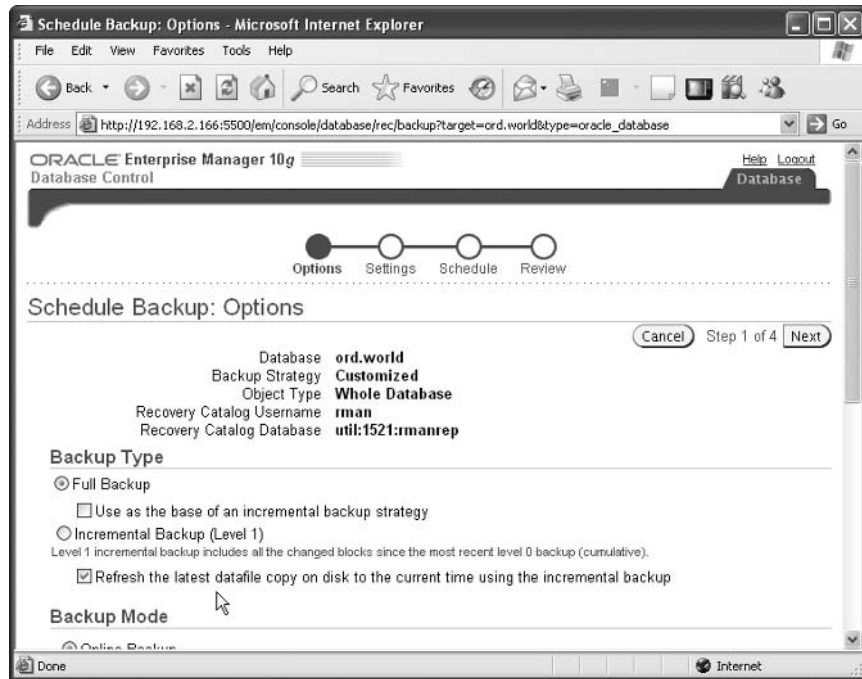 Schedule Backup: Options - Microsoft Internet Explorer
File Edit View Favorites Tools Help
Back Search Favorites
Address http://192.168.2.166:5500/em/console/database/rec/backup?target=ord.world&type=oracle_database Go
ORACLE Enterprise Manager 10g
Database Control
Help Logout
Database
Options Settings Schedule Review
Schedule Backup: Options
Cancel Step 1 of 4 Next
Database ord.world
Backup Strategy Customized
Object Type Whole Database
Recovery Catalog Username rman
Recovery Catalog Database util:1521:rmanrep
Backup Type
Full Backup
Use as the base of an incremental backup strategy
Incremental Backup (Level 1)
Level 1 incremental backup includes all the changed blocks since the most recent level 0 backup (cumulative).
Refresh the latest datafile copy on disk to the current time using the incremental backup
Backup Mode
Online Backup
Done Internet